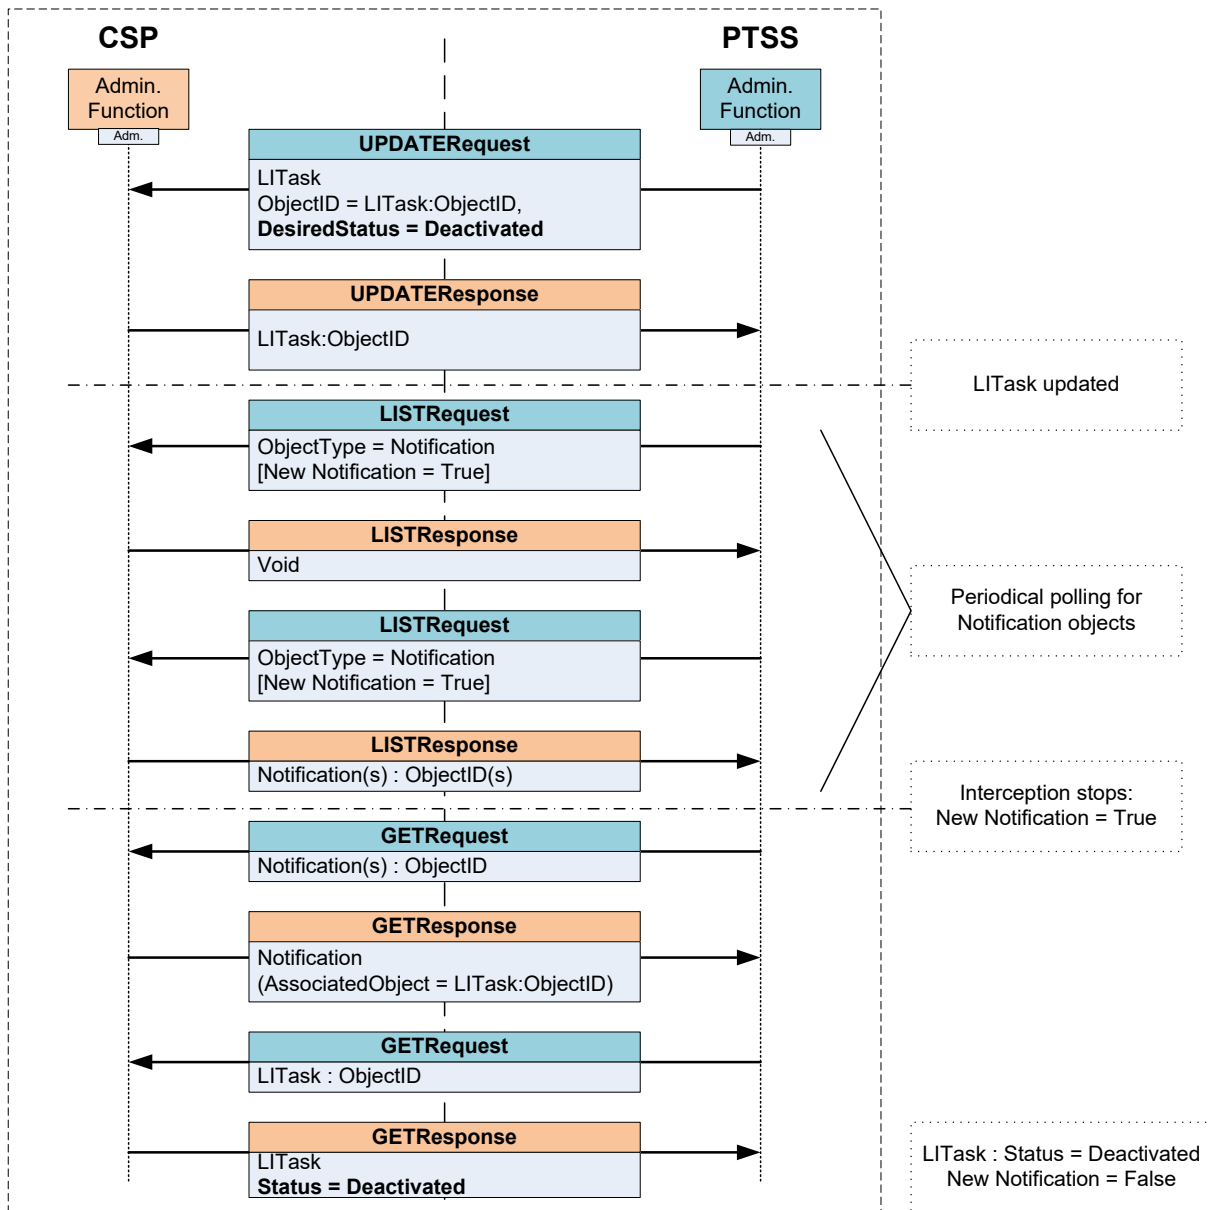 CSP
PTSS
Admin.
Function
Adm.
Admin.
Function
Adm.
UPDATERequest
LITask
ObjectID = LITask:ObjectID,
DesiredStatus = Deactivated
UPDATEResponse
LITask:ObjectID
LITask updated
LISTRequest
ObjectType = Notification
[New Notification = True]
LISTResponse
Void
Periodical polling for
Notification objects
LISTRequest
ObjectType = Notification
[New Notification = True]
LISTResponse
Notification(s) : ObjectID(s)
Interception stops:
New Notification = True
GETRequest
Notification(s) : ObjectID
GETResponse
Notification
(AssociatedObject = LITask:ObjectID)
GETRequest
LITask : ObjectID
GETResponse
LITask
Status = Deactivated
LITask : Status = Deactivated
New Notification = False